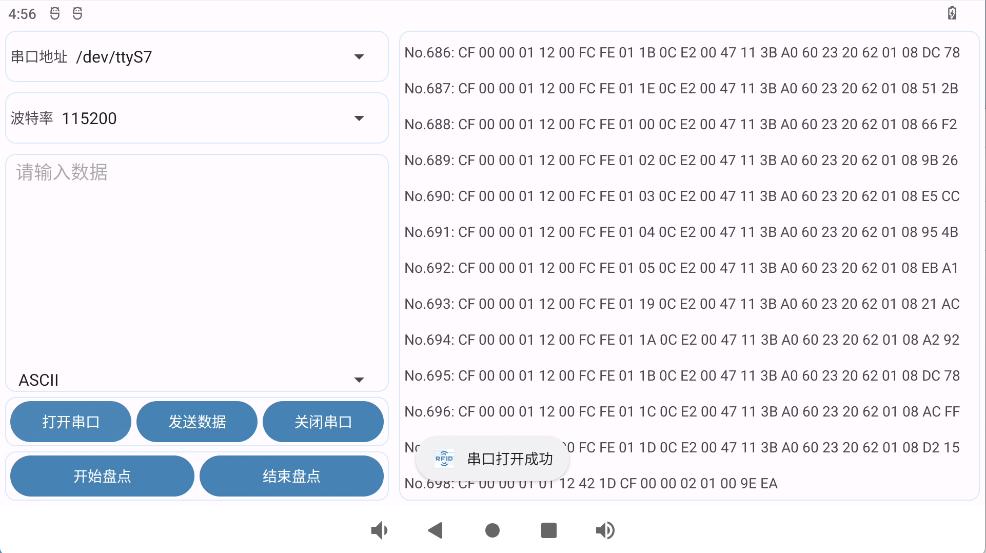 4:56
串口地址 /dev/ttyS7
波特率 115200
请输入数据
ASCII
打开串口 发送数据 关闭串口
开始盘点 结束盘点
No.686: CF 00 00 01 12 00 FC FE 01 1B 0C E2 00 47 11 3B A0 60 23 20 62 01 08 DC 78
No.687: CF 00 00 01 12 00 FC FE 01 1E 0C E2 00 47 11 3B A0 60 23 20 62 01 08 51 2B
No.688: CF 00 00 01 12 00 FC FE 01 00 0C E2 00 47 11 3B A0 60 23 20 62 01 08 66 F2
No.689: CF 00 00 01 12 00 FC FE 01 02 0C E2 00 47 11 3B A0 60 23 20 62 01 08 9B 26
No.690: CF 00 00 01 12 00 FC FE 01 03 0C E2 00 47 11 3B A0 60 23 20 62 01 08 E5 CC
No.691: CF 00 00 01 12 00 FC FE 01 04 0C E2 00 47 11 3B A0 60 23 20 62 01 08 95 4B
No.692: CF 00 00 01 12 00 FC FE 01 05 0C E2 00 47 11 3B A0 60 23 20 62 01 08 EB A1
No.693: CF 00 00 01 12 00 FC FE 01 19 0C E2 00 47 11 3B A0 60 23 20 62 01 08 21 AC
No.694: CF 00 00 01 12 00 FC FE 01 1A 0C E2 00 47 11 3B A0 60 23 20 62 01 08 A2 92
No.695: CF 00 00 01 12 00 FC FE 01 1B 0C E2 00 47 11 3B A0 60 23 20 62 01 08 DC 78
No.696: CF 00 00 01 12 00 FC FE 01 1C 0C E2 00 47 11 3B A0 60 23 20 62 01 08 AC FF
00 FC FE 01 1D 0C E2 00 47 11 3B A0 60 23 20 62 01 08 D2 15
RFID 串口打开成功
No.698: CF 00 00 01 01 12 42 1D CF 00 00 02 01 00 9E EA